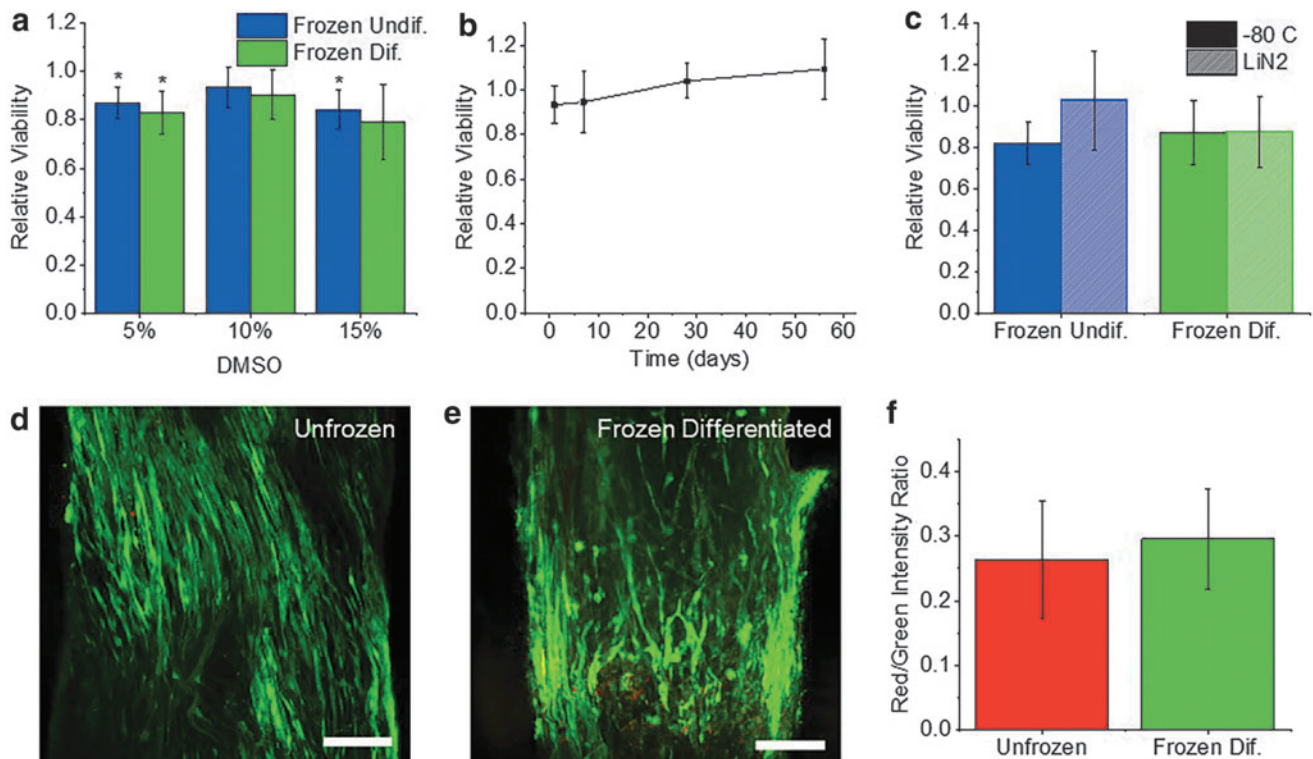 a
1.2
1.0
0.8
0.6
0.4
0.2
0.0
Relative Viability
Frozen Undif.
Frozen Dif.
* * *
5% 10% 15%
DMSO
b
1.2
1.0
0.8
0.6
0.4
0.2
0.0
Relative Viability
0 10 20 30 40 50 60
Time (days)
c
1.4
1.2
1.0
0.8
0.6
0.4
0.2
0.0
Relative Viability
-80 C
LiN2
Frozen Undif. Frozen Dif.
d
Unfrozen
e
Frozen Differentiated
f
0.4
0.3
0.2
0.1
0.0
Red/Green Intensity Ratio
Unfrozen Frozen Dif.